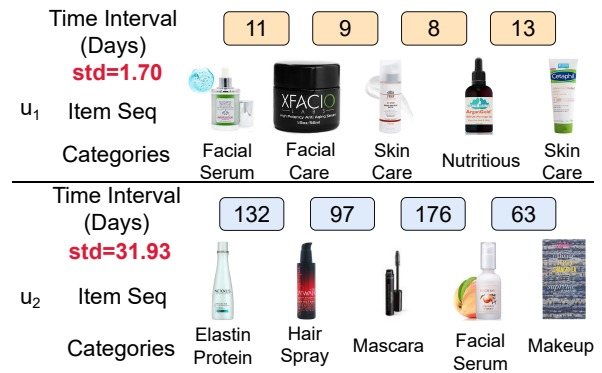 Time Interval
(Days)
11 9 8 13
std=1.70
u1 Item Seq
XFACIO
LABS
Cetaphil
Categories
Facial
Serum
Facial
Care
Skin
Care
Nutritious
Skin
Care
Time Interval
(Days)
132 97 176 63
std=31.93
u2 Item Seq
Categories
Elastin
Protein
Hair
Spray
Mascara
Facial
Serum
Makeup